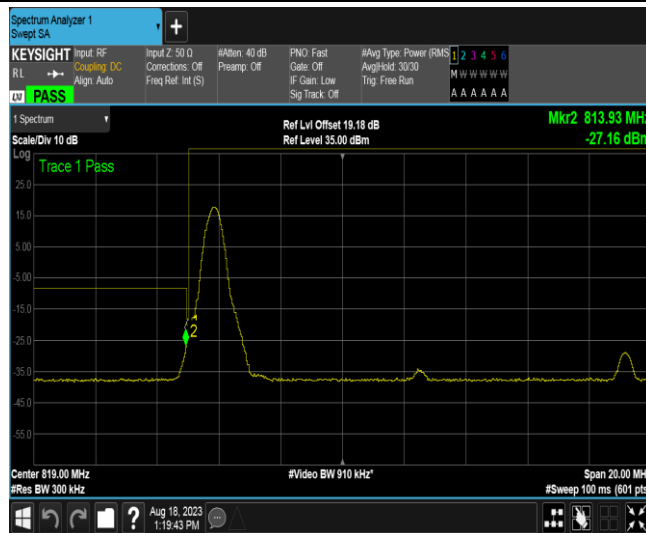 Spectrum Analyzer 1
Swept SA
+
KEYSIGHT
RL
LXI PASS
Input: RF
Coupling: DC
Align: Auto
Input Z: 50 Ω
Corrections: Off
Freq Ref: Int (S)
#Atten: 40 dB
Preamp: Off
PNO: Fast
Gate: Off
IF Gain: Low
Sig Track: Off
#Avg Type: Power (RMS
Avg|Hold: 30/30
Trig: Free Run
1 2 3 4 5 6
M W W W W W
A A A A A A
1 Spectrum
Scale/Div 10 dB
Ref Lvl Offset 19.18 dB
Ref Level 35.00 dBm
Mkr2 813.93 MHz
-27.16 dBm
Log
Trace 1 Pass
25.0
15.0
5.00
-5.00
-15.0
-25.0
-35.0
-45.0
-55.0
2
Center 819.00 MHz
#Res BW 300 kHz
#Video BW 910 kHz*
Span 20.00 MH
#Sweep 100 ms (601 pts
?
Aug 18, 2023
1:19:43 PM